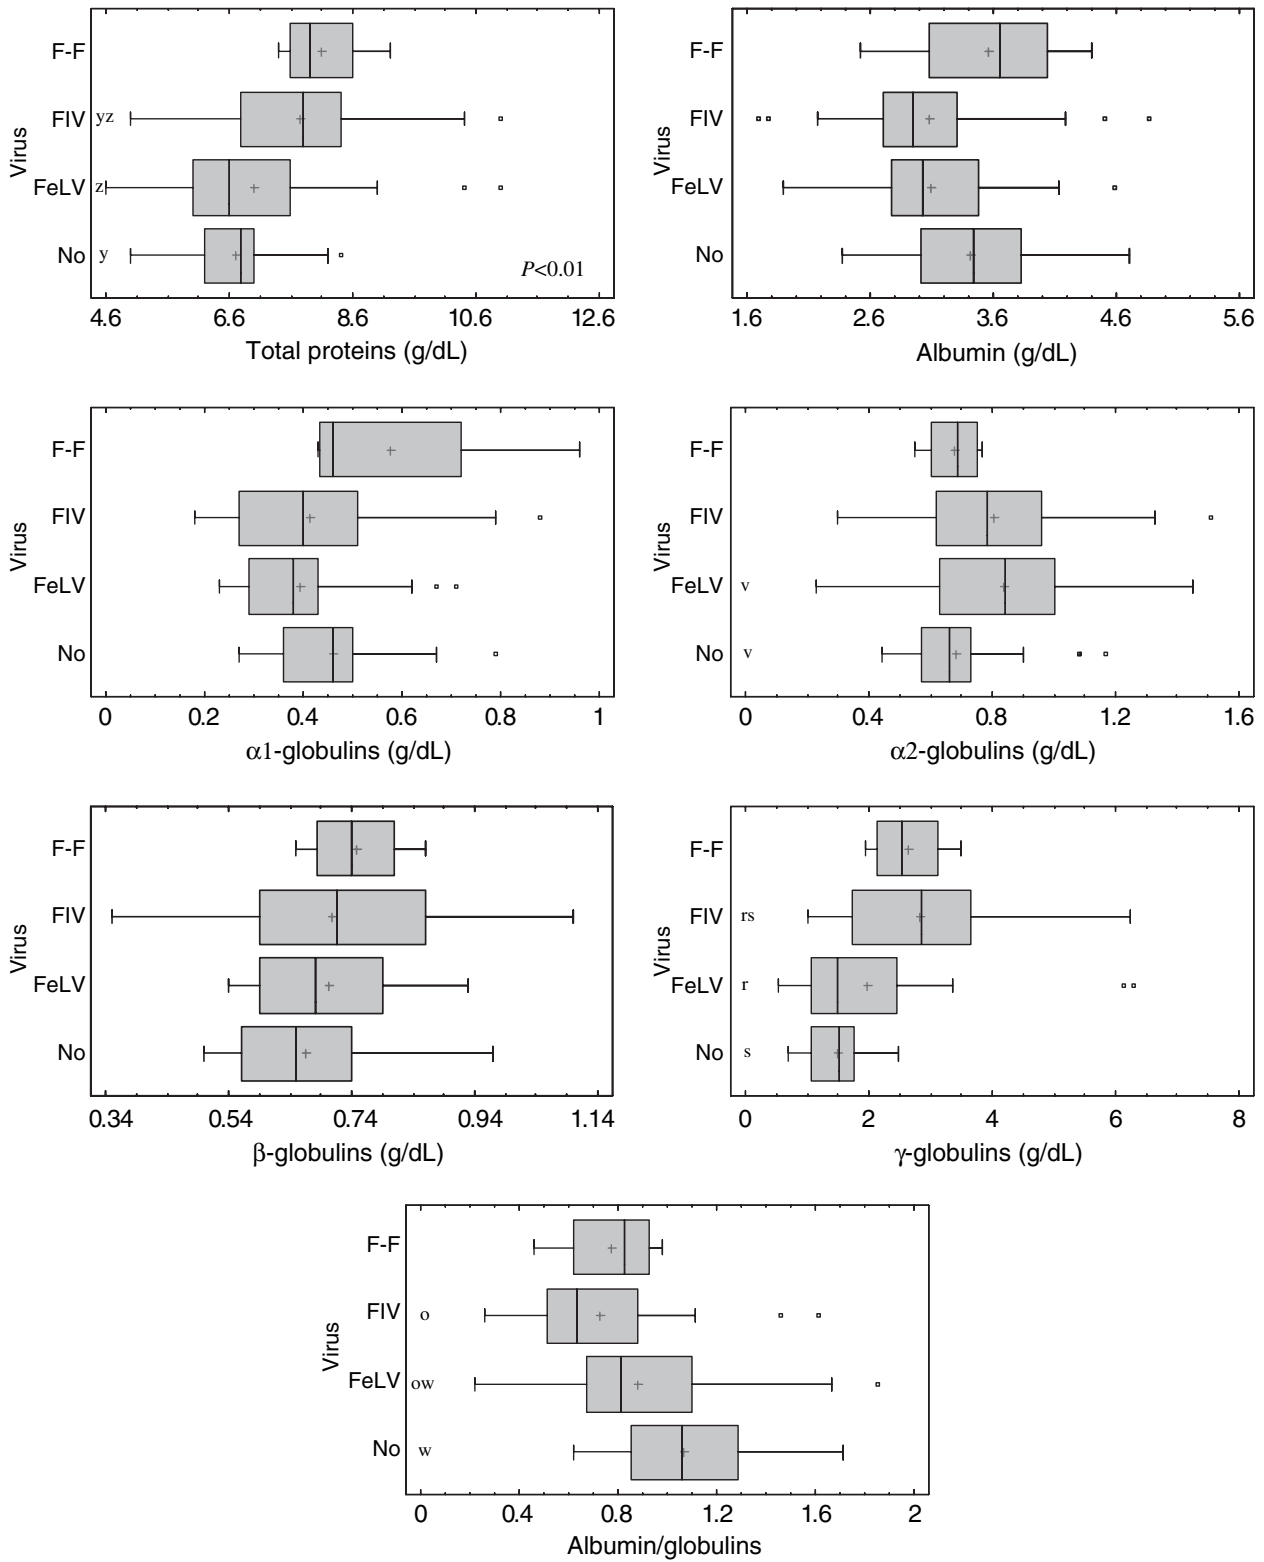 F-F
FIV yz
FeLV z
No y
Virus
P<0.01
4.6 6.6 8.6 10.6 12.6
Total proteins (g/dL)
F-F
FIV
FeLV
No
Virus
1.6 2.6 3.6 4.6 5.6
Albumin (g/dL)
F-F
FIV
FeLV
No
Virus
0 0.2 0.4 0.6 0.8 1
α1-globulins (g/dL)
F-F
FIV
FeLV v
No v
Virus
0 0.4 0.8 1.2 1.6
α2-globulins (g/dL)
F-F
FIV
FeLV
No
Virus
0.34 0.54 0.74 0.94 1.14
β-globulins (g/dL)
F-F
FIV rs
FeLV r
No s
Virus
0 2 4 6 8
γ-globulins (g/dL)
F-F
FIV o
FeLV ow
No w
Virus
0 0.4 0.8 1.2 1.6 2
Albumin/globulins